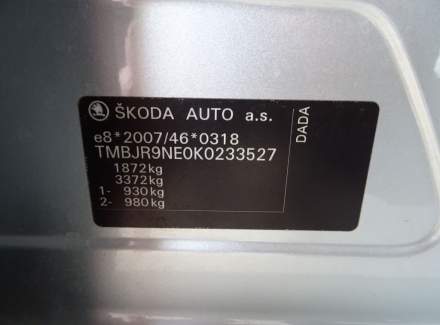 ŠKODA AUTO a.s.
e8*2007/46*0318
TMBJR9NE0K0233527
1872kg
3372kg
1- 930kg
2- 980kg
DADA